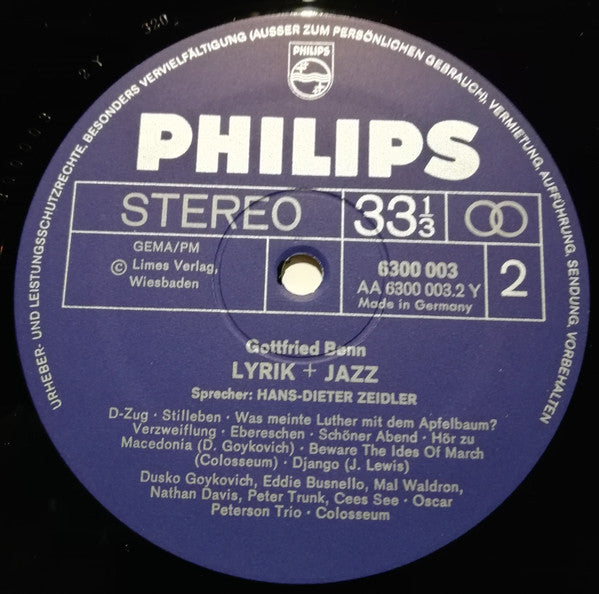 URHEBER- UND LEISTUNGSSCHUTZRECHTE, BESONDERS VERVIELFÄLTIGUNG (AUSSER ZUM PERSÖNLICHEN GEBRAUCH), VERMIETUNG, AUFFÜHRUNG, SENDUNG, VORBEHALTEN
PHILIPS
PHILIPS
STEREO 33⅓
GEMA/PM
© Limes Verlag,
Wiesbaden
6300 003
AA 6300 003.2 Y
Made in Germany
2
Gottfried Benn
LYRIK + JAZZ
Sprecher: HANS-DIETER ZEIDLER
D-Zug · Stilleben · Was meinte Luther mit dem Apfelbaum?
Verzweiflung · Ebereschen · Schöner Abend · Hör zu
Macedonia (D. Goykovich) · Beware The Ides Of March
(Colosseum) · Django (J. Lewis)
Dusko Goykovich, Eddie Busnello, Mal Waldron,
Nathan Davis, Peter Trunk, Cees See · Oscar
Peterson Trio · Colosseum
2 Y 320